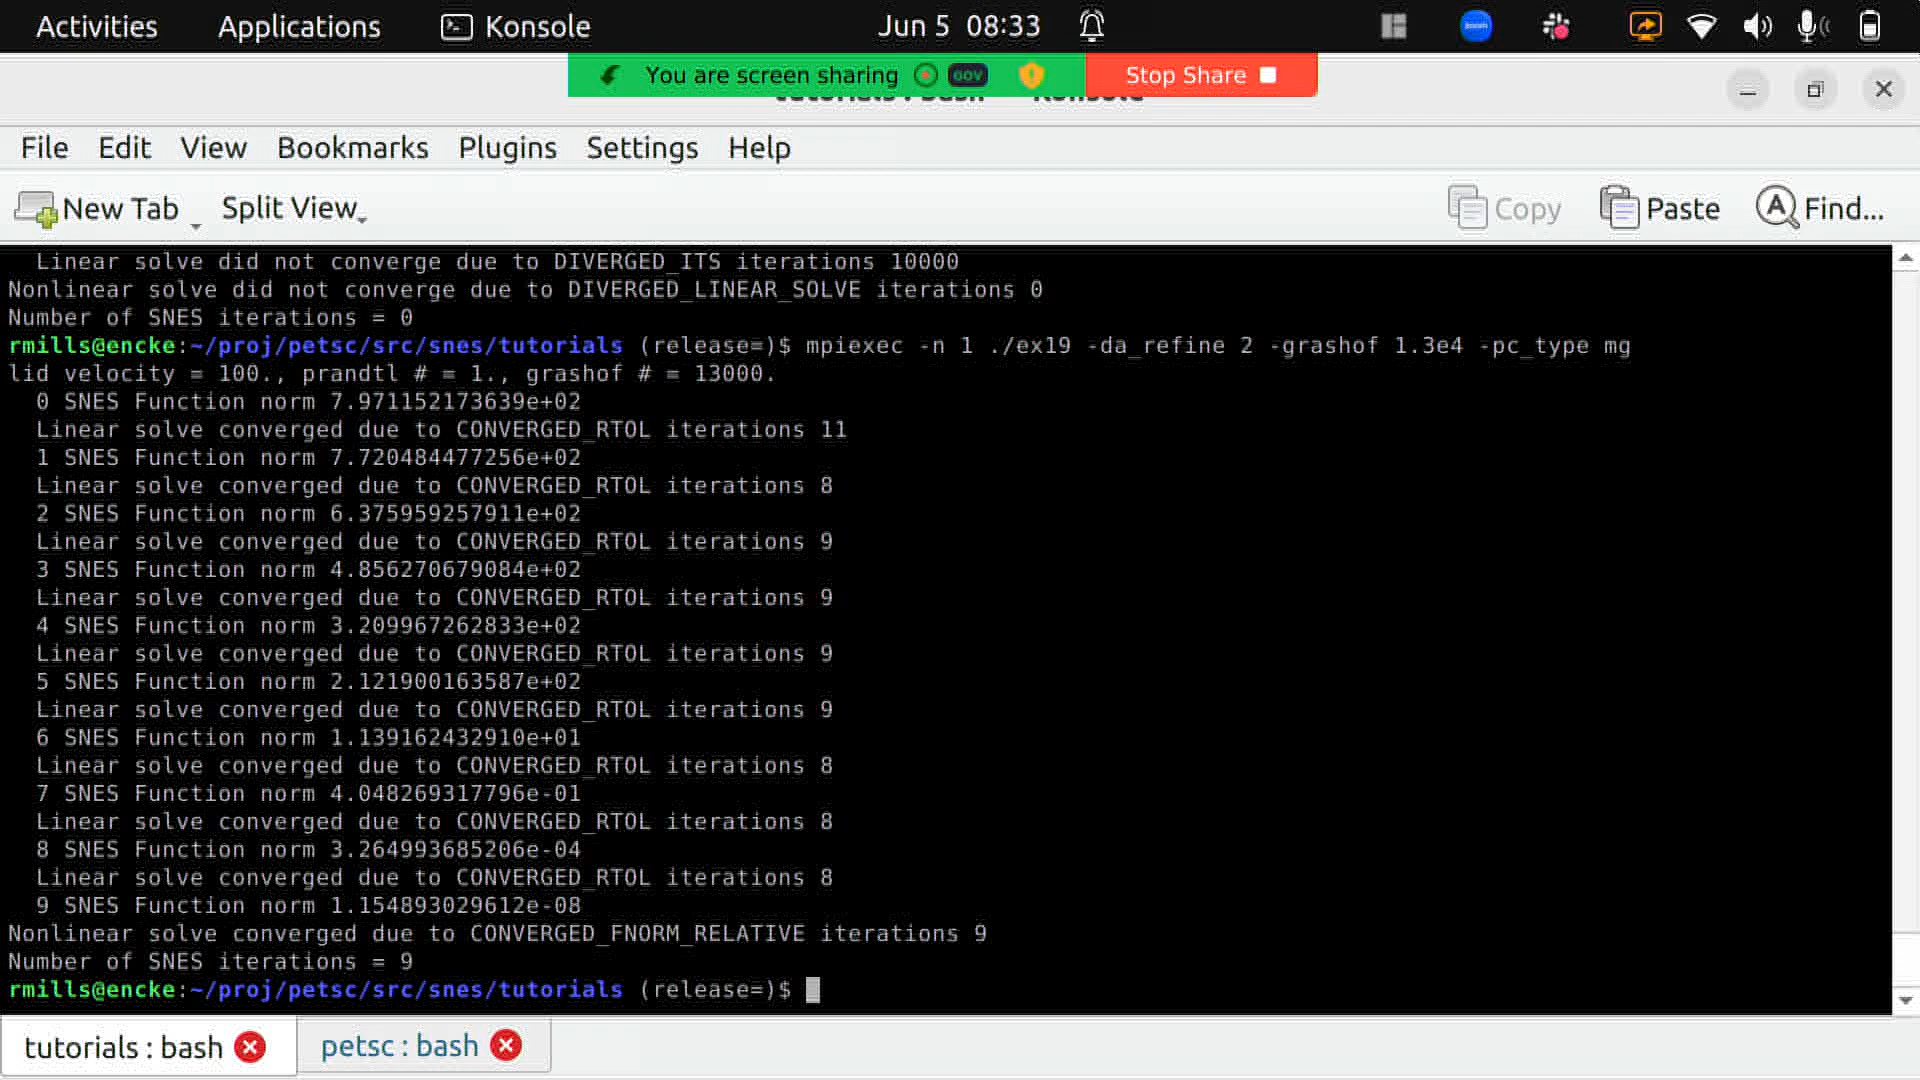 Activities Applications Konsole Jun 5 08:33 zoom
You are screen sharing GOV Stop Share
File Edit View Bookmarks Plugins Settings Help
New Tab Split View Copy Paste Find...
Linear solve did not converge due to DIVERGED_ITS iterations 10000
Nonlinear solve did not converge due to DIVERGED_LINEAR_SOLVE iterations 0
Number of SNES iterations = 0
rmills@encke:~/proj/petsc/src/snes/tutorials (release=)$ mpiexec -n 1 ./ex19 -da_refine 2 -grashof 1.3e4 -pc_type mg
lid velocity = 100., prandtl # = 1., grashof # = 13000.
0 SNES Function norm 7.971152173639e+02
Linear solve converged due to CONVERGED_RTOL iterations 11
1 SNES Function norm 7.720484477256e+02
Linear solve converged due to CONVERGED_RTOL iterations 8
2 SNES Function norm 6.375959257911e+02
Linear solve converged due to CONVERGED_RTOL iterations 9
3 SNES Function norm 4.856270679084e+02
Linear solve converged due to CONVERGED_RTOL iterations 9
4 SNES Function norm 3.209967262833e+02
Linear solve converged due to CONVERGED_RTOL iterations 9
5 SNES Function norm 2.121900163587e+02
Linear solve converged due to CONVERGED_RTOL iterations 9
6 SNES Function norm 1.139162432910e+01
Linear solve converged due to CONVERGED_RTOL iterations 8
7 SNES Function norm 4.048269317796e-01
Linear solve converged due to CONVERGED_RTOL iterations 8
8 SNES Function norm 3.264993685206e-04
Linear solve converged due to CONVERGED_RTOL iterations 8
9 SNES Function norm 1.154893029612e-08
Nonlinear solve converged due to CONVERGED_FNORM_RELATIVE iterations 9
Number of SNES iterations = 9
rmills@encke:~/proj/petsc/src/snes/tutorials (release=)$
tutorials : bash petsc : bash